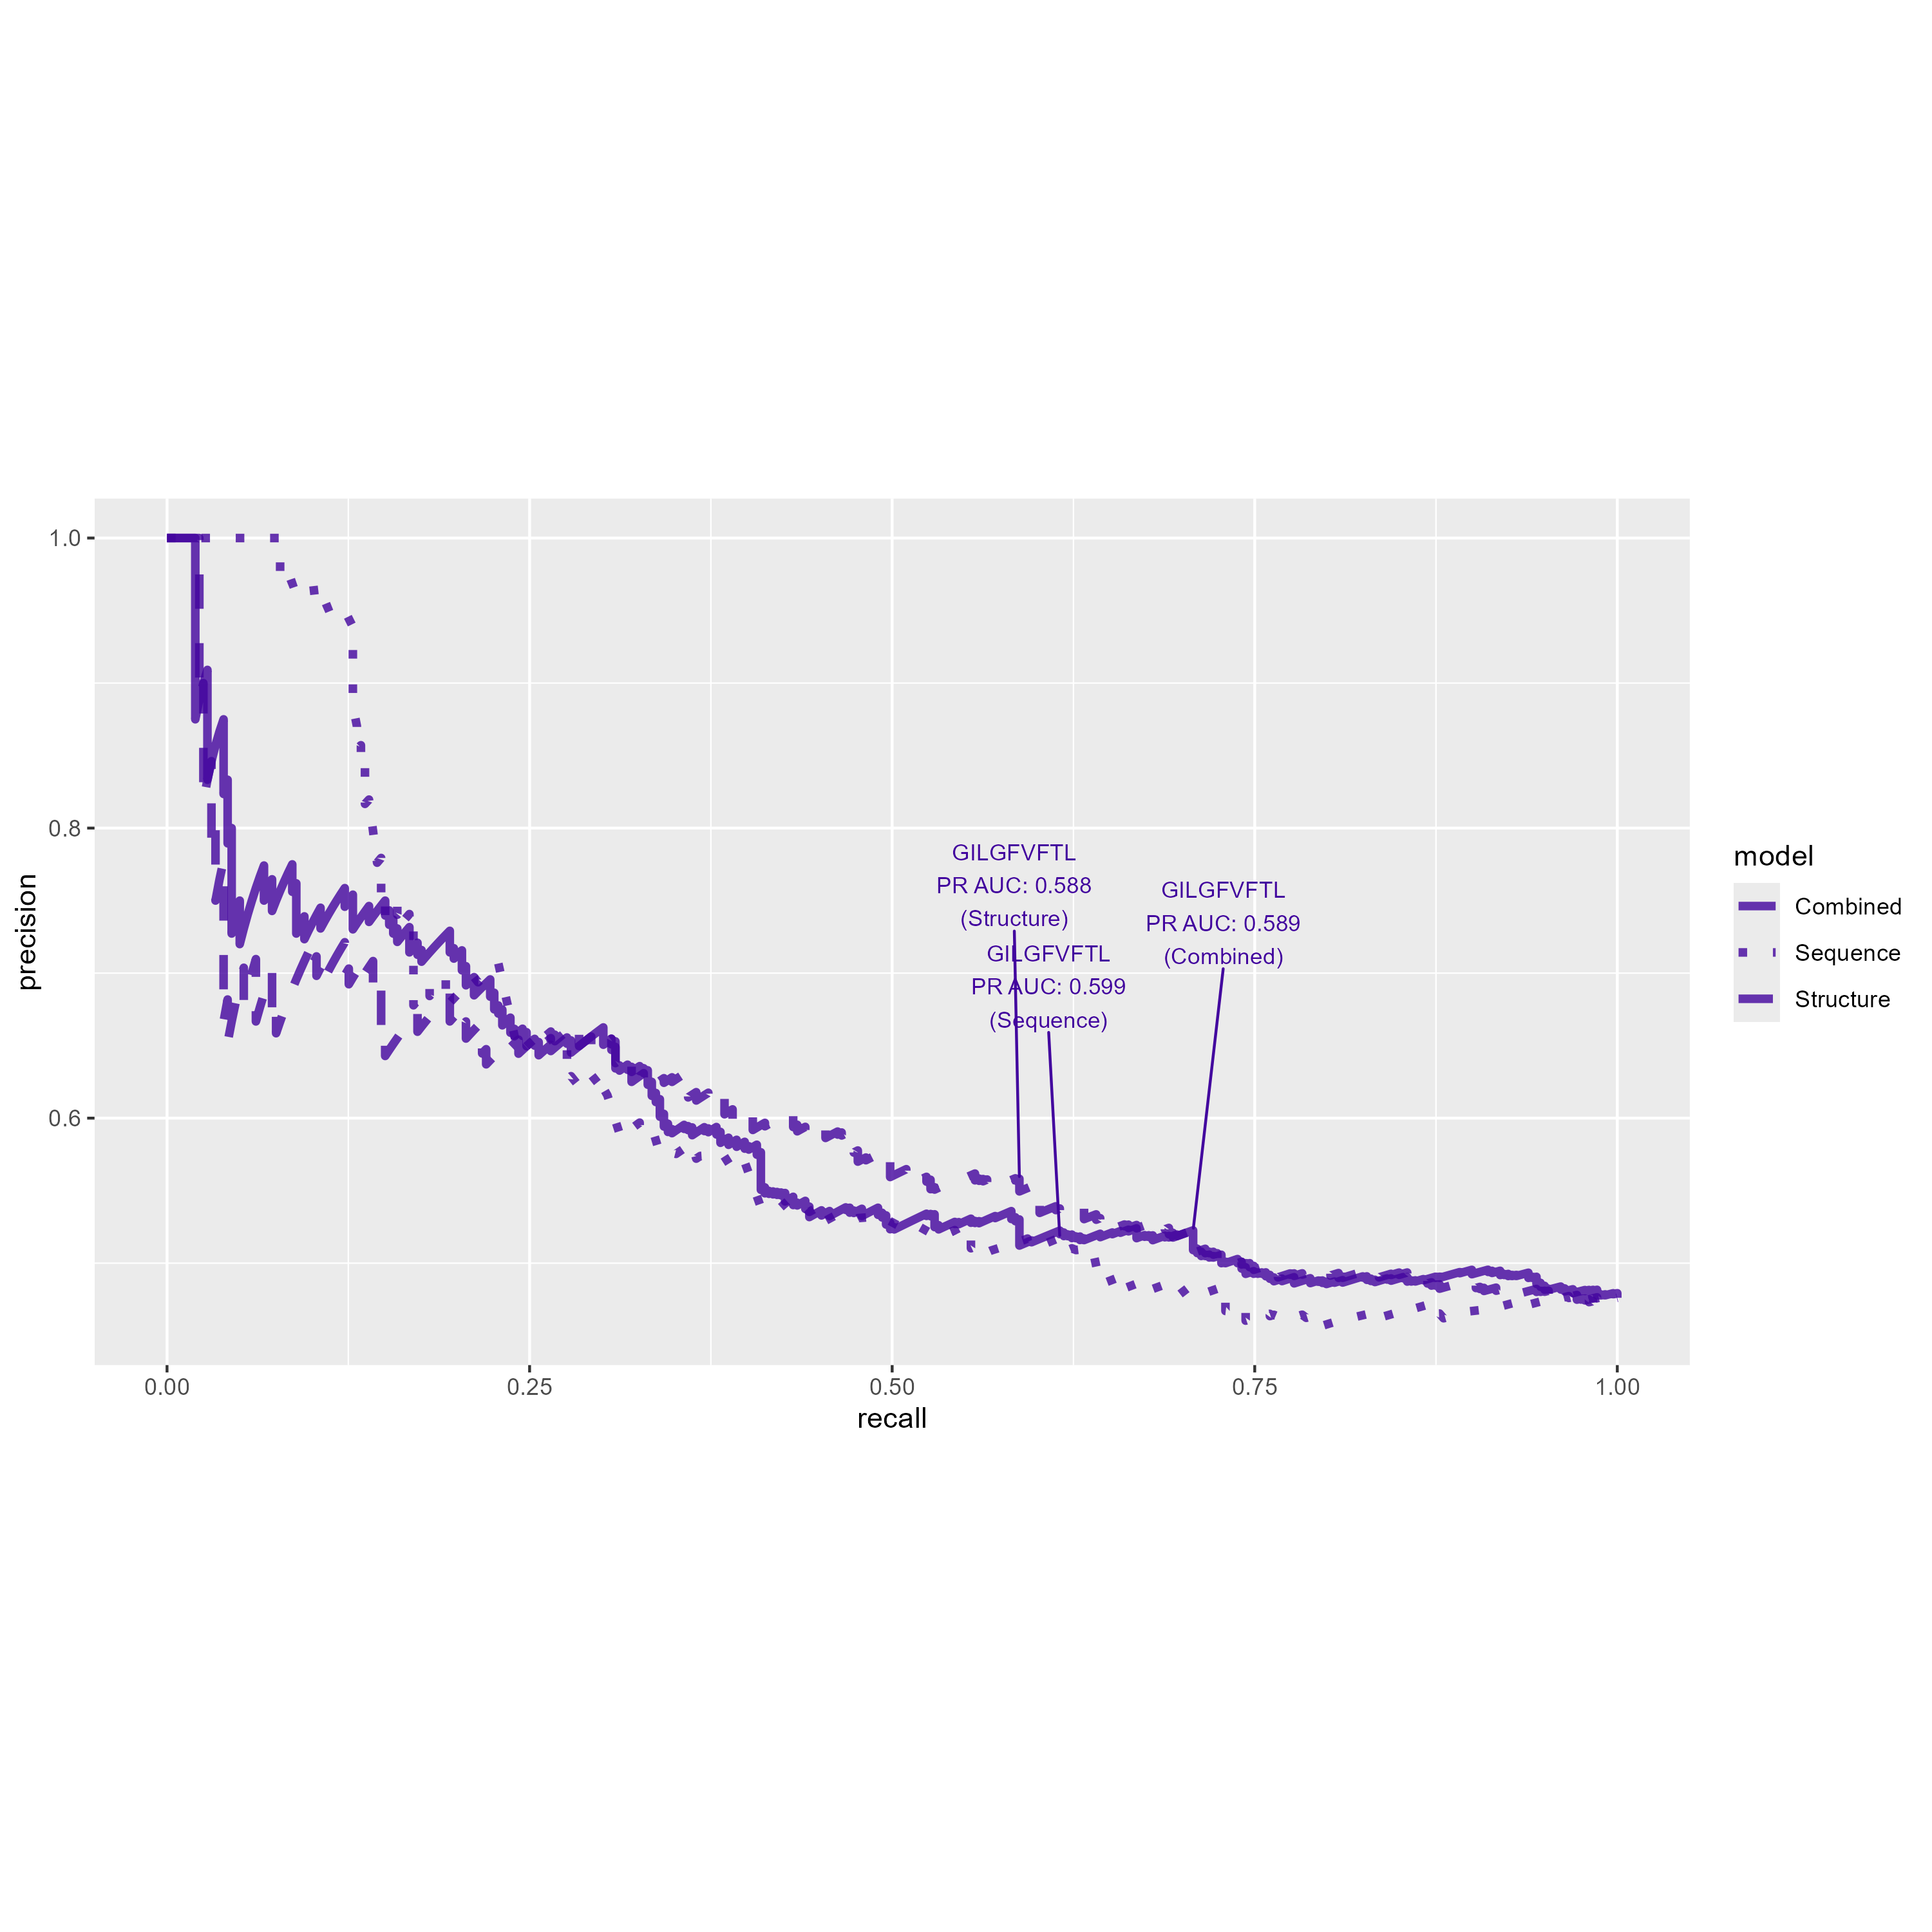 1.0
0.8
0.6
precision
GILGFVFTL
PR AUC: 0.588
(Structure)
GILGFVFTL
PR AUC: 0.599
(Sequence)
GILGFVFTL
PR AUC: 0.589
(Combined)
0.00
0.25
0.50
0.75
1.00
recall
model
Combined
Sequence
Structure